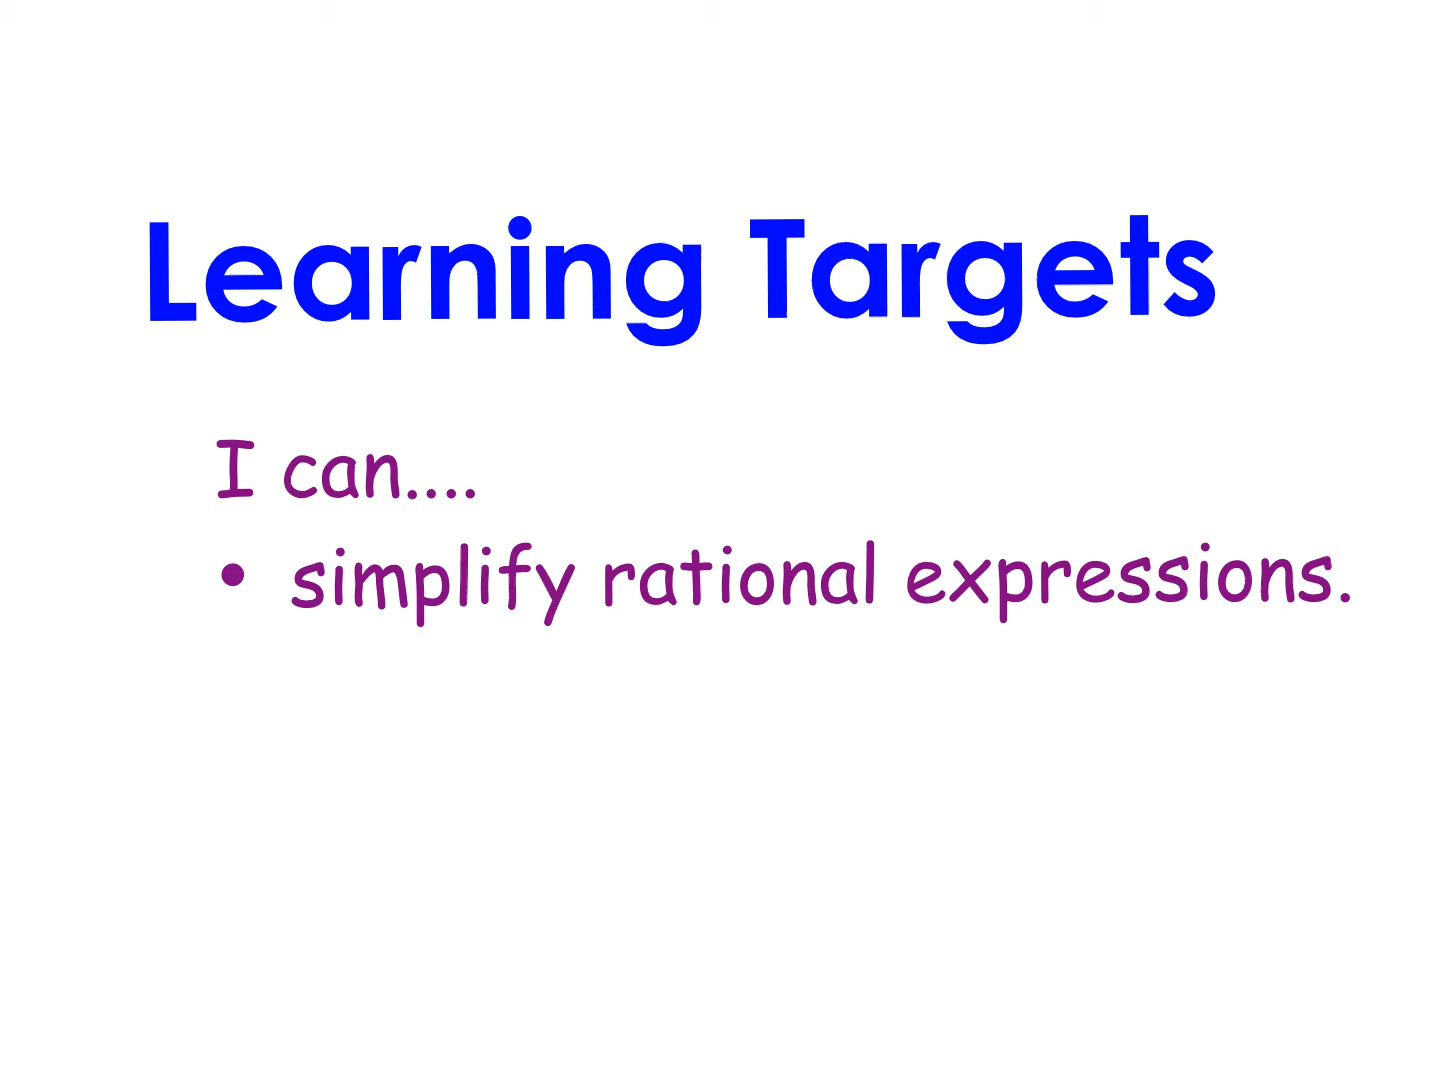 Learning Targets
I can....
• simplify rational expressions.